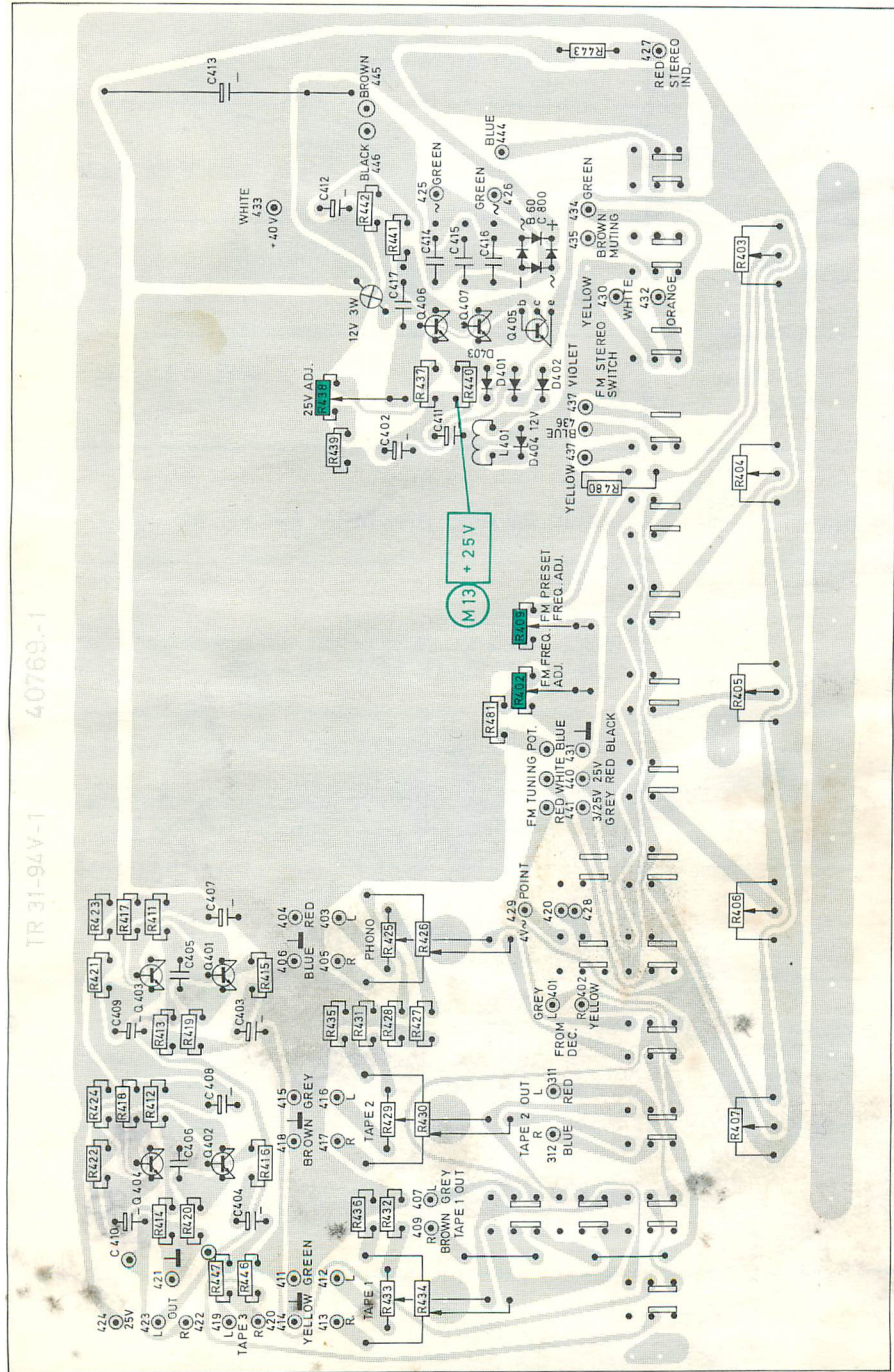 TR 31-94V-1 40769.-1
424
25V
423
L
OUT
R
422
419
L
TAPE 3
R
420
414
YELLOW GREEN
411
413
R
412
L
TAPE 1
R433
R434
421
C410
R414
R420
R447
R446
C404
Q404
C406
Q402
R416
R422
R424
R418
R412
C408
418
BROWN GREY
415
417
R
416
L
TAPE 2
R429
R430
R436
R432
409 407
R
L
BROWN GREY
TAPE 1 OUT
C409
R413
R419
C403
Q403
C405
Q401
R415
R421
R423
R417
R411
C407
406
BLUE RED
404
405
R
403
L
PHONO
R425
R426
R435
R431
R428
R427
TAPE 2 OUT
R L
312 311
BLUE RED
GREY
L 401
FROM
DEC.
R 402
YELLOW
429
4V~ POINT
420
428
FM TUNING POT.
RED WHITE BLUE
441 440 431
3/25V 25V
GREY RED BLACK
R481
R402
FM FREQ.
ADJ.
R409
FM PRESET
FREQ. ADJ.
M13
+ 25V
25V ADJ.
R438
R439
C402
C411
L401
D404 12V
R437
R440
D403
D401
D402
YELLOW 437
BLUE 436
437 VIOLET
R480
FM STEREO
SWITCH
WHITE
433
+40V
12V 3W
C417
Q406
Q407
Q405
b
c
e
C412
R442
R441
C414
C415
C416
B 60
C 800
−
+
~
~
BLACK
446
BROWN
445
C413
425
GREEN
~
GREEN
426
~
BLUE
444
435 434
GREEN
BROWN
MUTING
YELLOW
430
WHITE
432
ORANGE
R443
427
RED
STEREO
IND.
R407
R406
R405
R404
R403